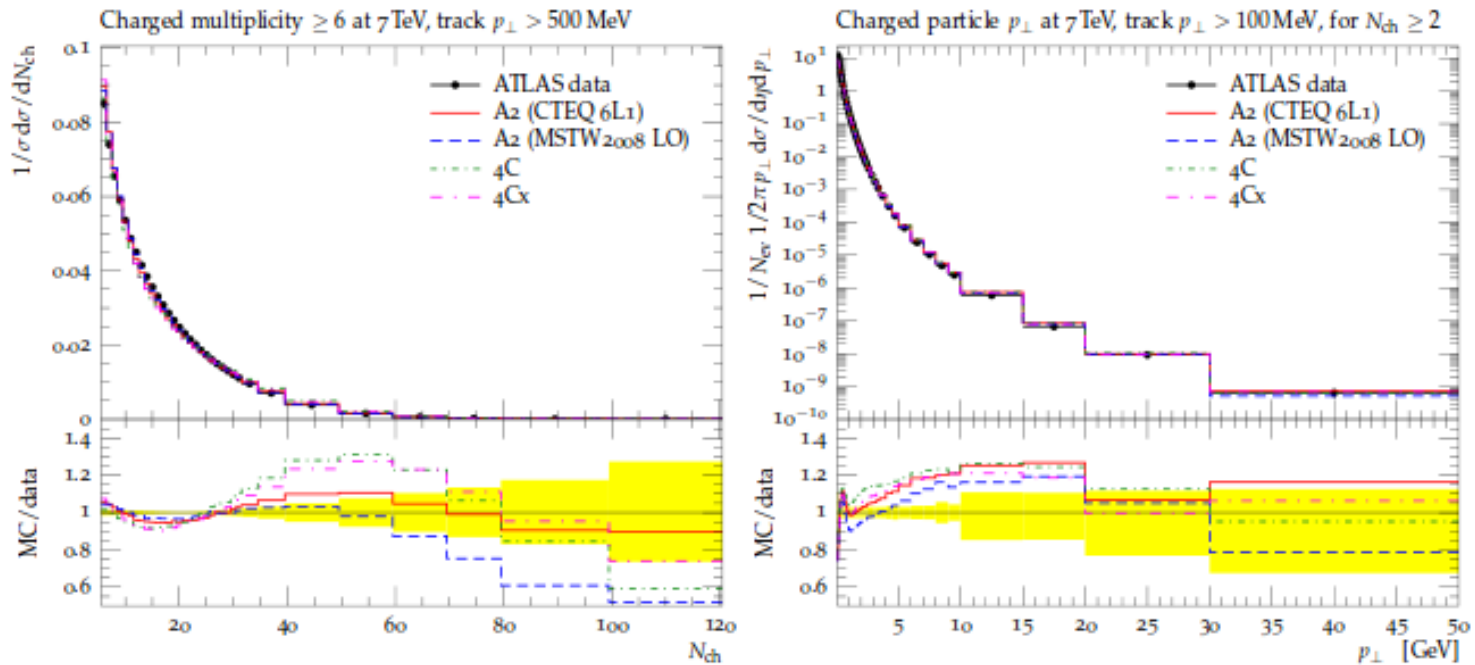 Charged multiplicity ≥ 6 at 7 TeV, track p⊥ > 500 MeV
1/σ dσ/dNch
0.1
0.08
0.06
0.04
0.02
0
ATLAS data
A2 (CTEQ 6L1)
A2 (MSTW2008 LO)
4C
4Cx
MC/data
1.4
1.2
1
0.8
0.6
20 40 60 80 100 120
Nch
Charged particle p⊥ at 7 TeV, track p⊥ > 100 MeV, for Nch ≥ 2
1/Nev 1/2πp⊥ dσ/dηdp⊥
10¹
1
10⁻¹
10⁻²
10⁻³
10⁻⁴
10⁻⁵
10⁻⁶
10⁻⁷
10⁻⁸
10⁻⁹
10⁻¹⁰
ATLAS data
A2 (CTEQ 6L1)
A2 (MSTW2008 LO)
4C
4Cx
MC/data
1.4
1.2
1
0.8
0.6
5 10 15 20 25 30 35 40 45 50
p⊥ [GeV]